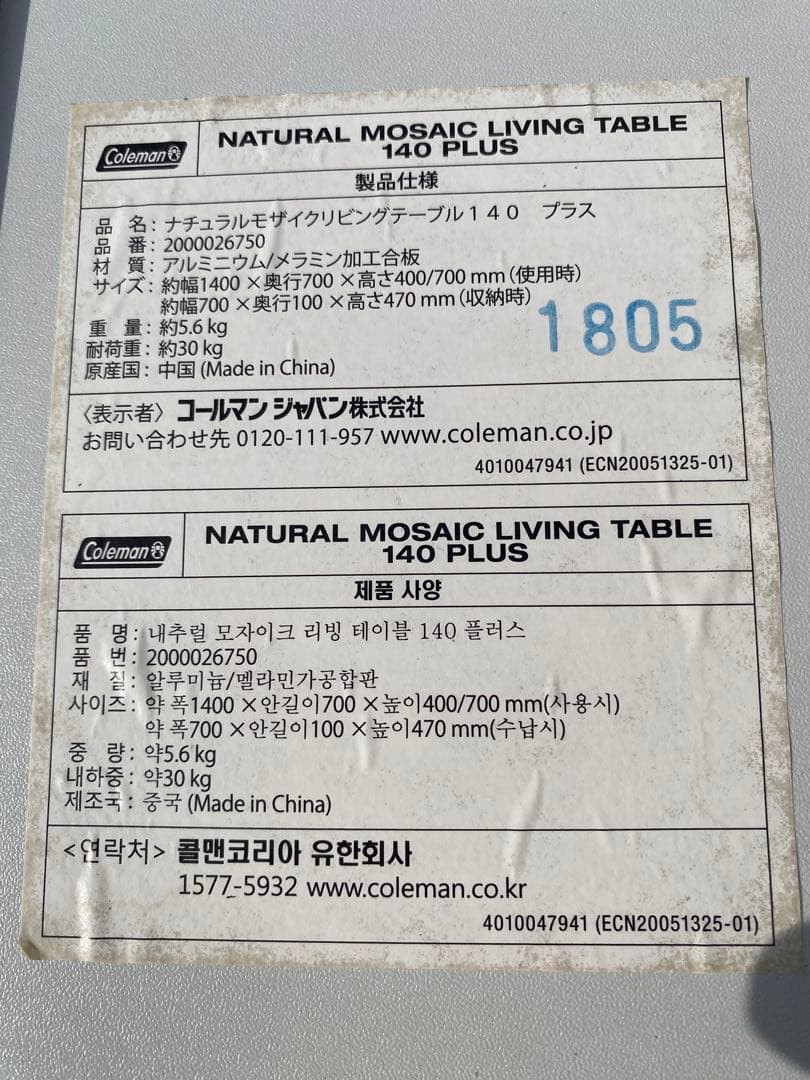 Coleman
NATURAL MOSAIC LIVING TABLE
140 PLUS
製品仕様
品 名：ナチュラルモザイクリビングテーブル１４０ プラス
品 番：2000026750
材 質：アルミニウム/メラミン加工合板
サイズ：約幅1400×奥行700×高さ400/700 mm（使用時）
約幅700×奥行100×高さ470 mm（収納時）
重 量：約5.6 kg
耐荷重：約30 kg
原産国：中国 (Made in China)
1805
〈表示者〉コールマン ジャパン株式会社
お問い合わせ先 0120-111-957 www.coleman.co.jp
4010047941 (ECN20051325-01)
Coleman
NATURAL MOSAIC LIVING TABLE
140 PLUS
제품 사양
품 명：내추럴 모자이크 리빙 테이블 140 플러스
품 번：2000026750
재 질：알루미늄/멜라민가공합판
사이즈：약 폭1400×안길이700×높이400/700 mm(사용시)
약 폭700×안길이100×높이470 mm(수납시)
중 량：약5.6 kg
내하중：약30 kg
제조국：중국 (Made in China)
<연락처> 콜맨코리아 유한회사
1577-5932 www.coleman.co.kr
4010047941 (ECN20051325-01)